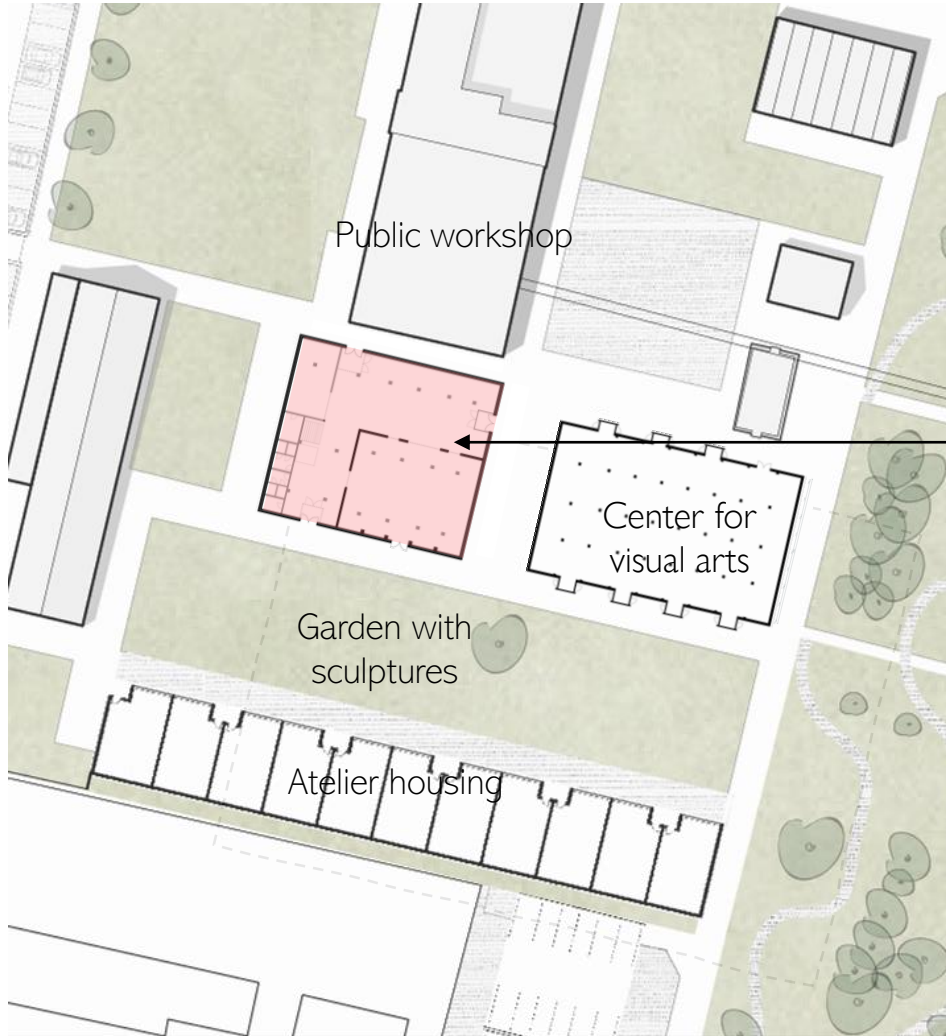 Public workshop
Center for
visual arts
Garden with
sculptures
Atelier housing